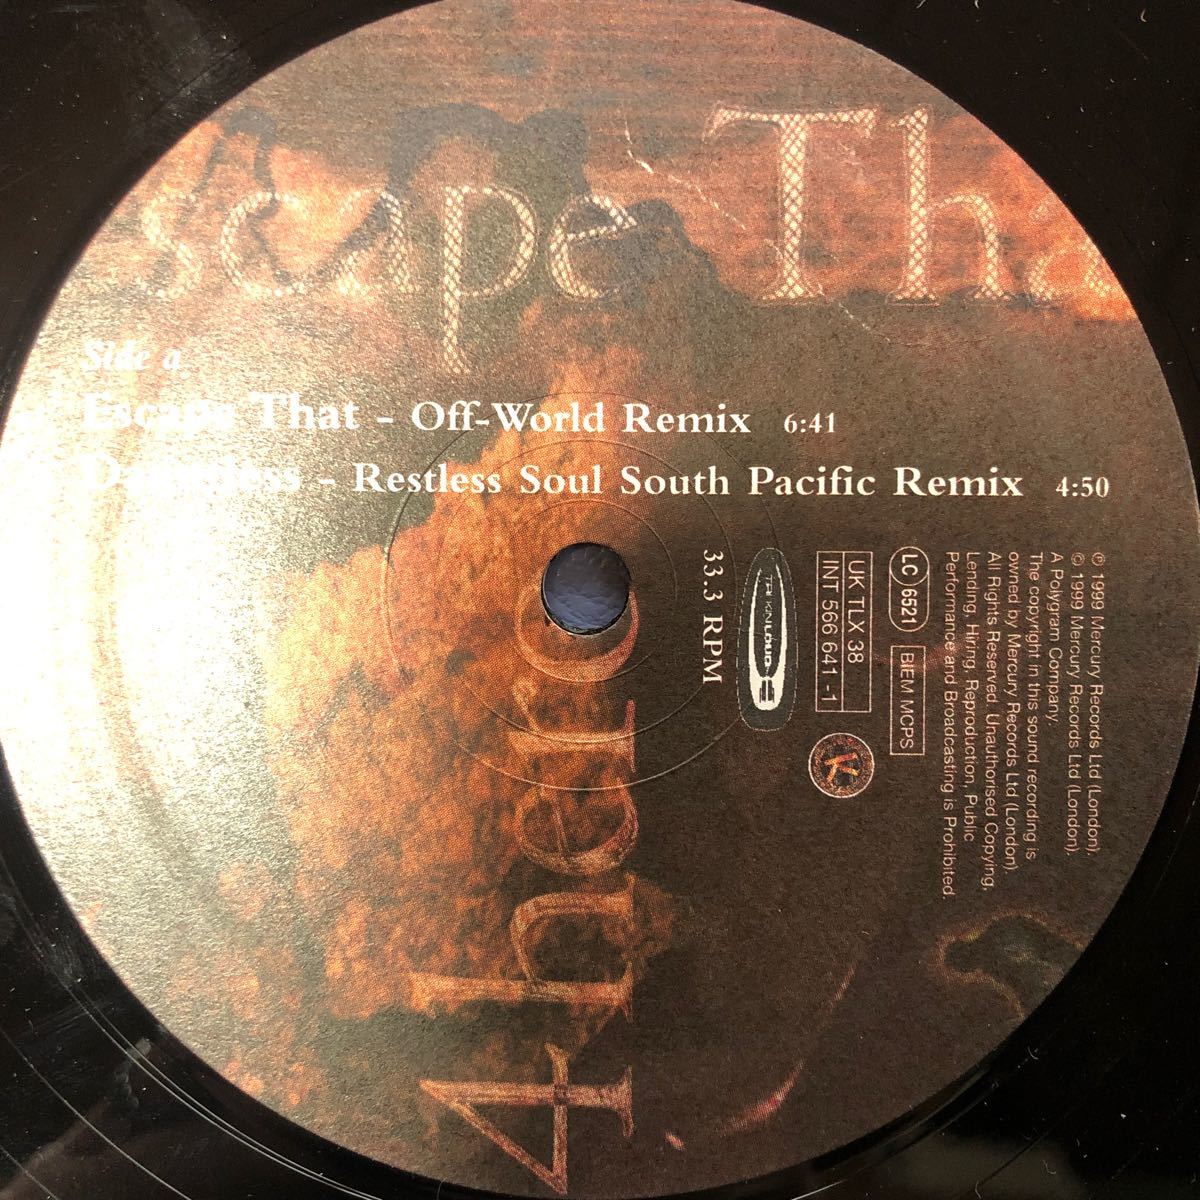 scape Tha
Side a.
Escape That - Off-World Remix 6:41
- Restless Soul South Pacific Remix 4:50
℗ 1999 Mercury Records Ltd (London).
© 1999 Mercury Records Ltd (London).
A Polygram Company.
The copyright in this sound recording is
owned by Mercury Records Ltd (London).
All Rights Reserved. Unauthorised Copying,
Lending, Hiring, Reproduction, Public
Performance and Broadcasting is Prohibited.
LC 6521
BIEM MCPS
UK TLX 38
INT 566 641 -1
K
TALKIN LOUD
33.3 RPM
4hero